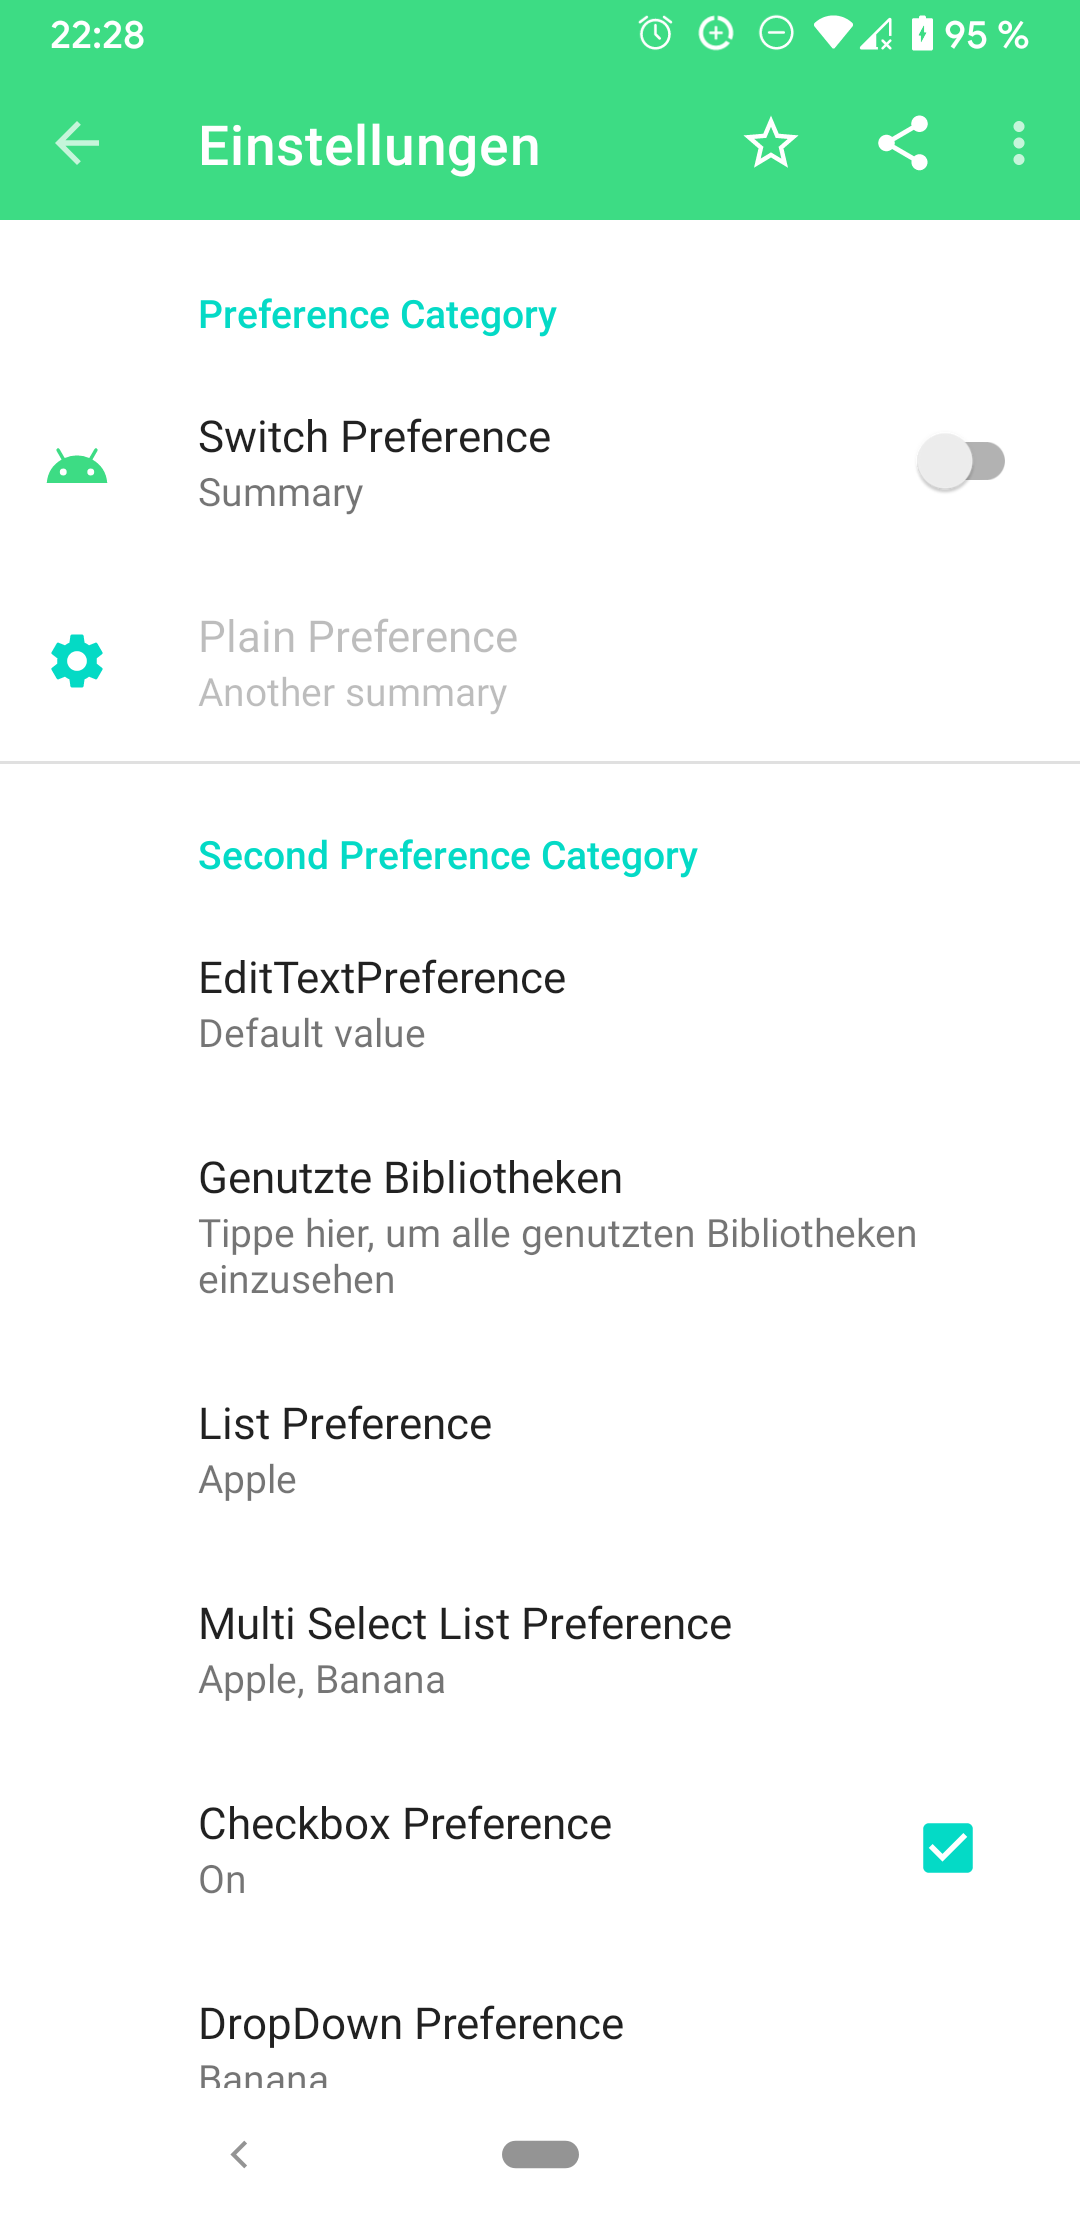 22:28
95 %
Einstellungen
Preference Category
Switch Preference
Summary
Plain Preference
Another summary
Second Preference Category
EditTextPreference
Default value
Genutzte Bibliotheken
Tippe hier, um alle genutzten Bibliotheken
einzusehen
List Preference
Apple
Multi Select List Preference
Apple, Banana
Checkbox Preference
On
DropDown Preference
Banana